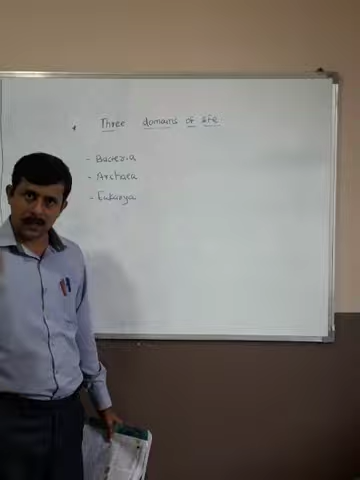 Three domains of life
- Bacteria
- Archaea
- Eukarya